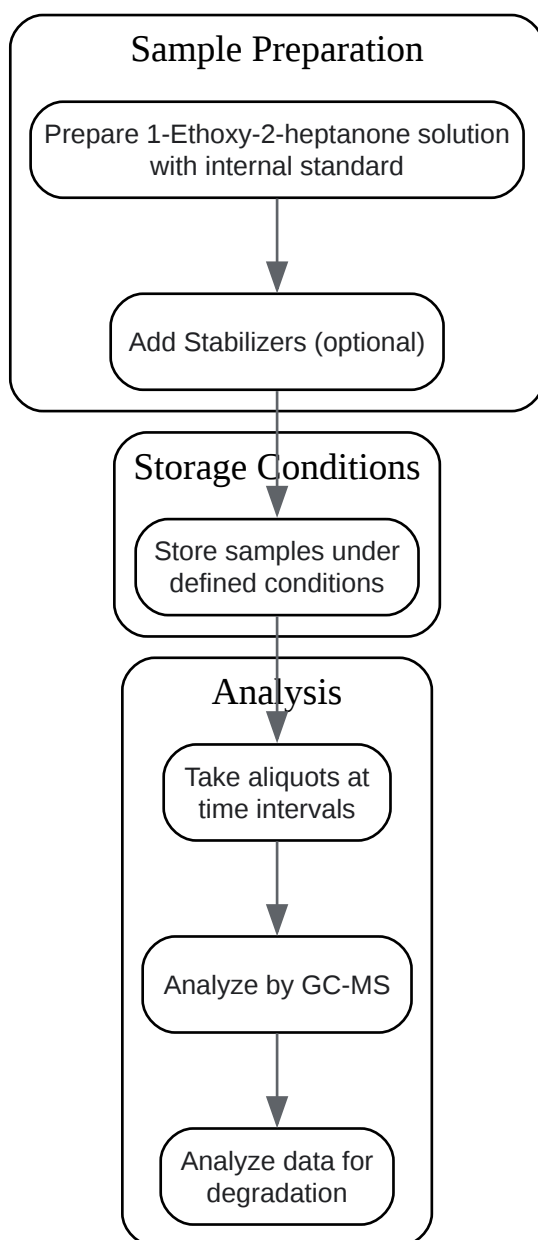 Sample Preparation
Prepare 1-Ethoxy-2-heptanone solution
with internal standard
Add Stabilizers (optional)
Storage Conditions
Store samples under
defined conditions
Analysis
Take aliquots at
time intervals
Analyze by GC-MS
Analyze data for
degradation